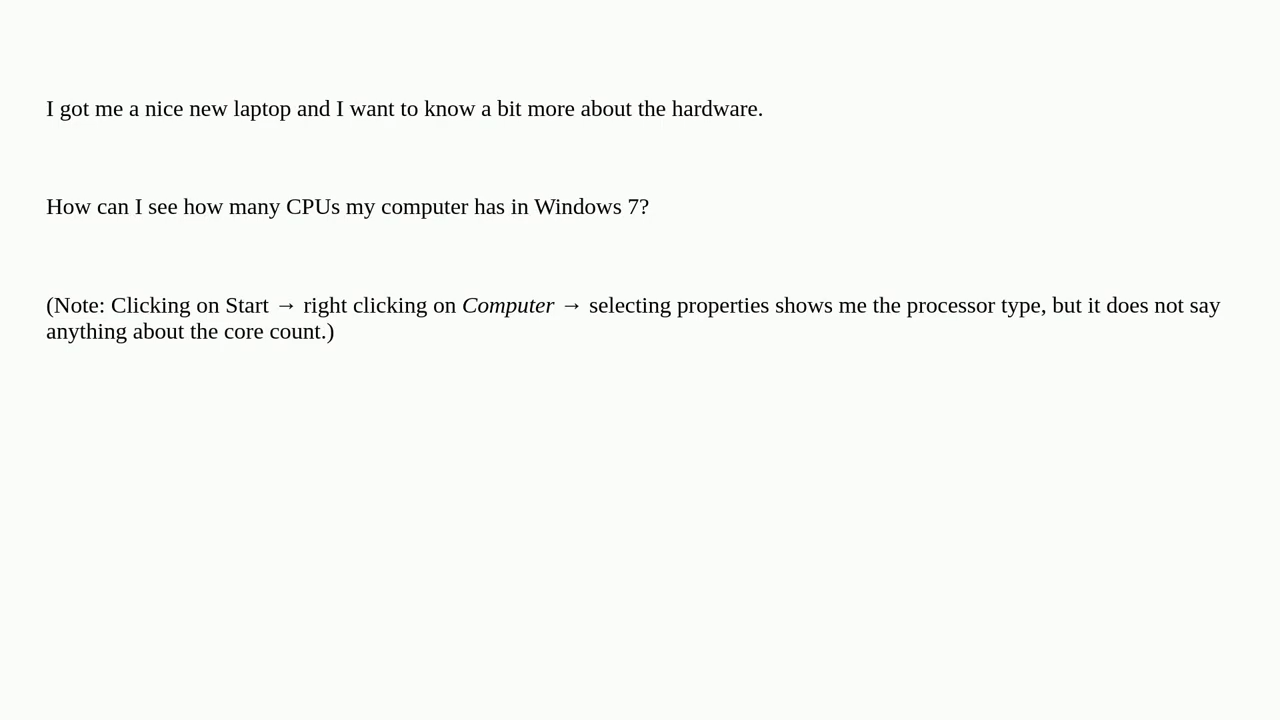 I got me a nice new laptop and I want to know a bit more about the hardware.
How can I see how many CPUs my computer has in Windows 7?
(Note: Clicking on Start → right clicking on Computer → selecting properties shows me the processor type, but it does not say
anything about the core count.)